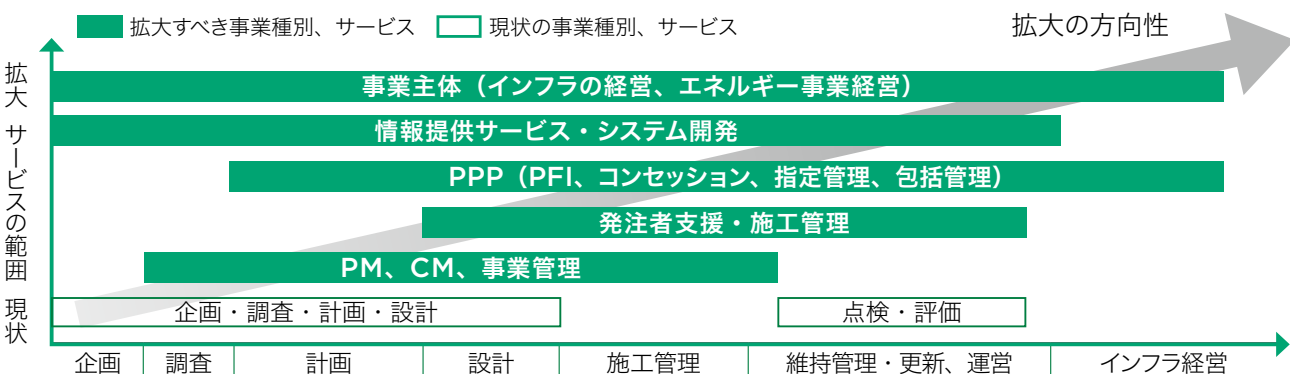 拡大すべき事業種別、サービス
現状の事業種別、サービス
拡大の方向性
拡大
サービスの範囲
現状
事業主体（インフラの経営、エネルギー事業経営）
情報提供サービス・システム開発
PPP（PFI、コンセッション、指定管理、包括管理）
発注者支援・施工管理
PM、CM、事業管理
企画・調査・計画・設計
点検・評価
企画
調査
計画
設計
施工管理
維持管理・更新、運営
インフラ経営